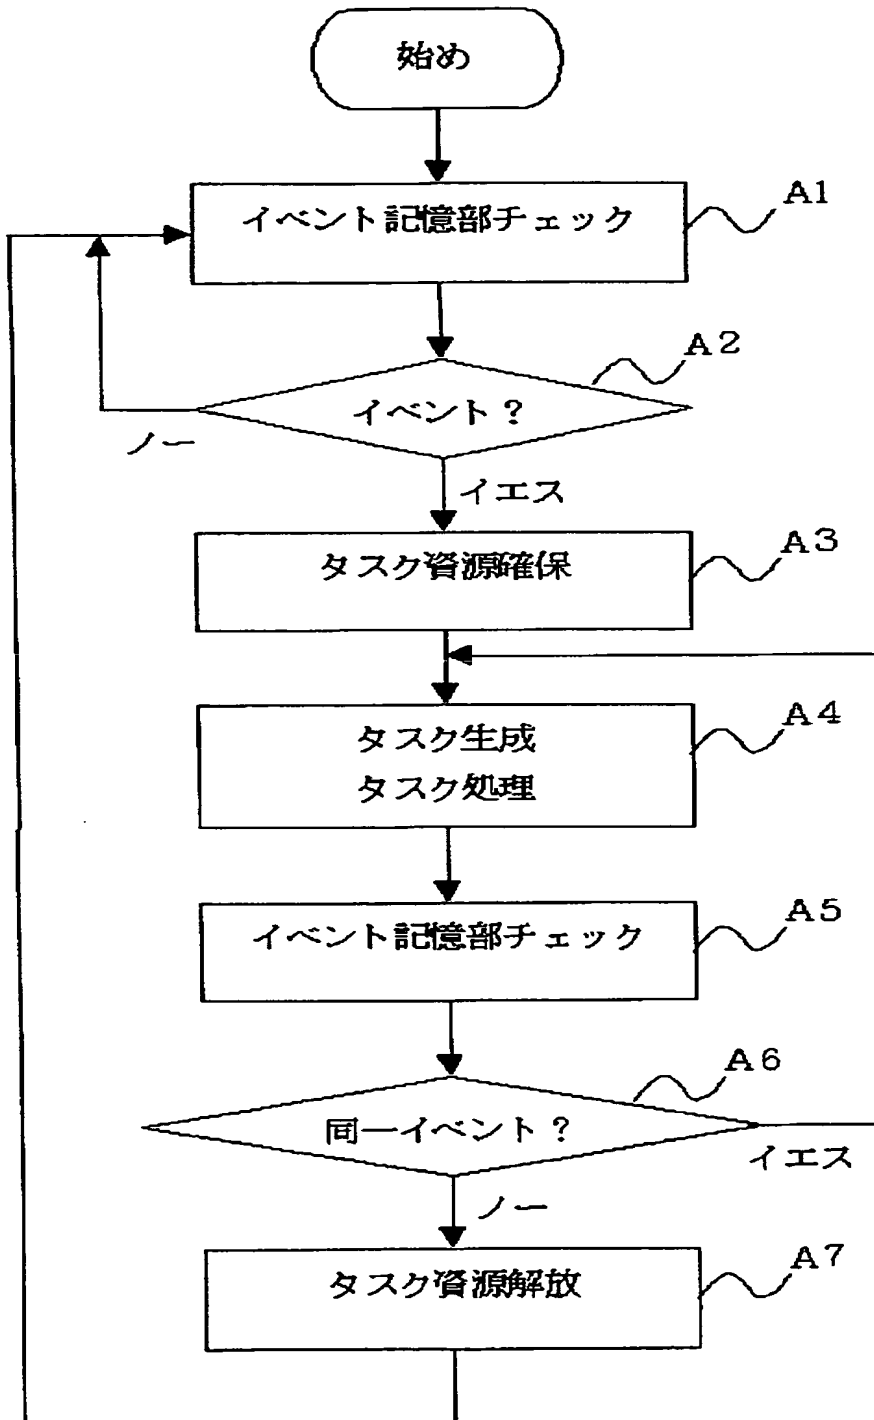 始め
イベント記憶部チェック
A1
A2
イベント？
ノー
イエス
タスク資源確保
A3
タスク生成
タスク処理
A4
イベント記憶部チェック
A5
A6
同一イベント？
イエス
ノー
タスク資源解放
A7